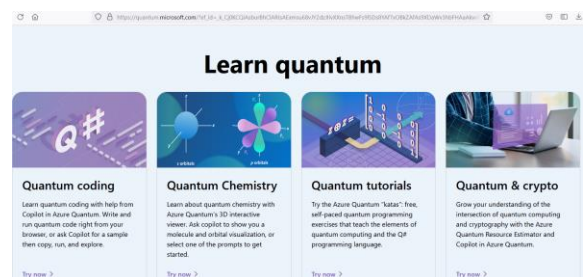 Learn quantum
Q#
s-orbitals
p-orbitals
Quantum coding
Learn quantum coding with help from
Copilot in Azure Quantum. Write and
run quantum code right from your
browser, or ask Copilot for a sample
then copy, run, and explore.
Try now >
Quantum Chemistry
Learn about quantum chemistry with
Azure Quantum's 3D interactive
viewer. Ask copilot to show you a
molecule and orbital visualization, or
select one of the prompts to get
started.
Try now >
Quantum tutorials
Try the Azure Quantum "katas": free,
self-paced quantum programming
exercises that teach the elements of
quantum computing and the Q#
programming language.
Try now >
Quantum & crypto
Grow your understanding of the
intersection of quantum computing
and cryptography with the Azure
Quantum Resource Estimator and
Copilot in Azure Quantum.
Try now >